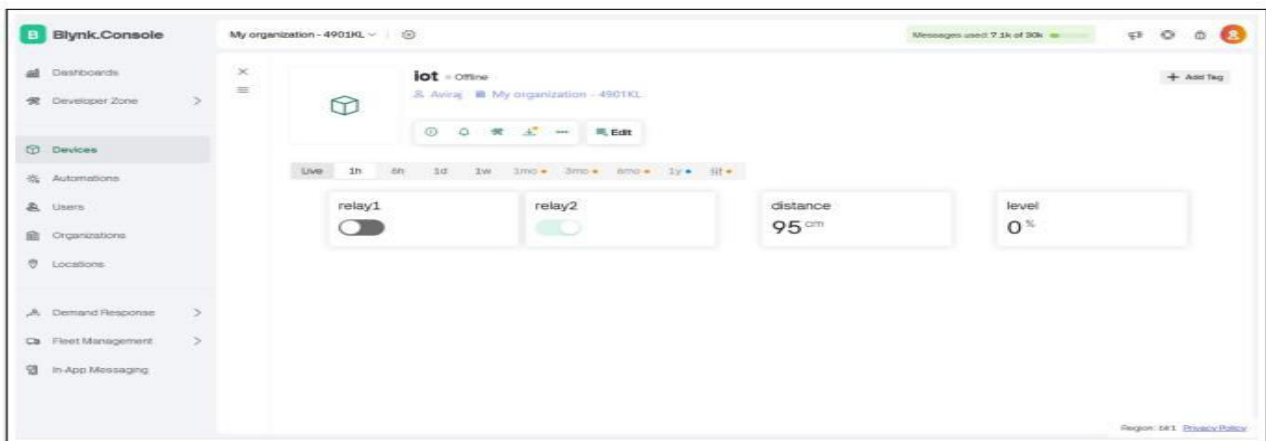 Blynk.Console
My organization - 4901KL
Messages used: 7.1k of 30k
Dashboards
Developer Zone
Devices
Automations
Users
Organizations
Locations
Demand Response
Fleet Management
In-App Messaging
iot
Offline
Aviraj My organization - 4901KL
Add Tag
Edit
Live 1h 6h 1d 1w 1mo 3mo 6mo 1y
relay1
relay2
distance
95 cm
level
0 %
Region: blr1 Privacy Policy